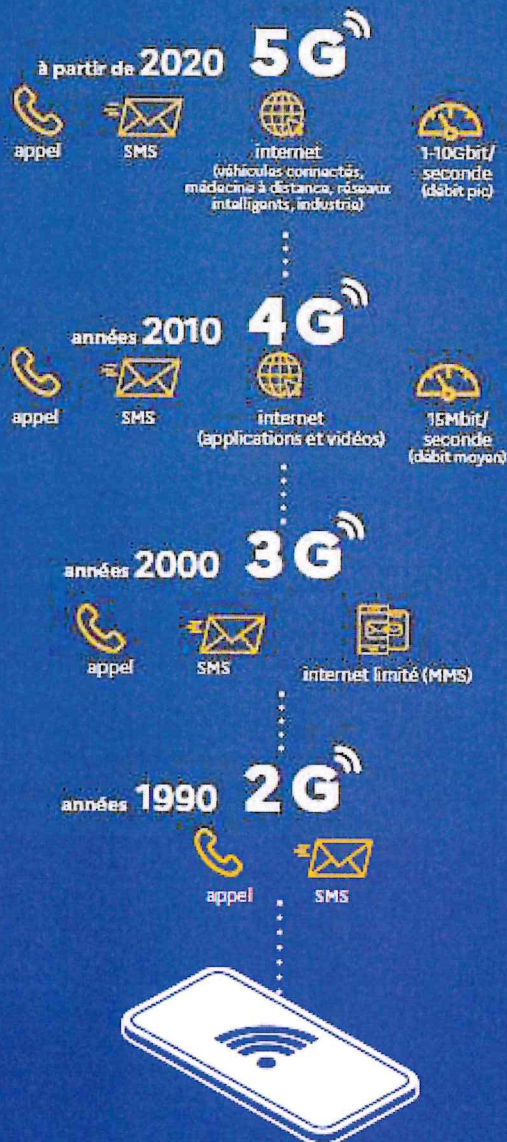 à partir de 2020 5G
appel
SMS
internet
(véhicules connectés,
médecine à distance, réseaux
intelligents, industrie)
1-10Gbit/
seconde
(débit pic)
années 2010 4G
appel
SMS
internet
(applications et vidéos)
15Mbit/
seconde
(débit moyen)
années 2000 3G
appel
SMS
internet limité (MMS)
années 1990 2G
appel
SMS